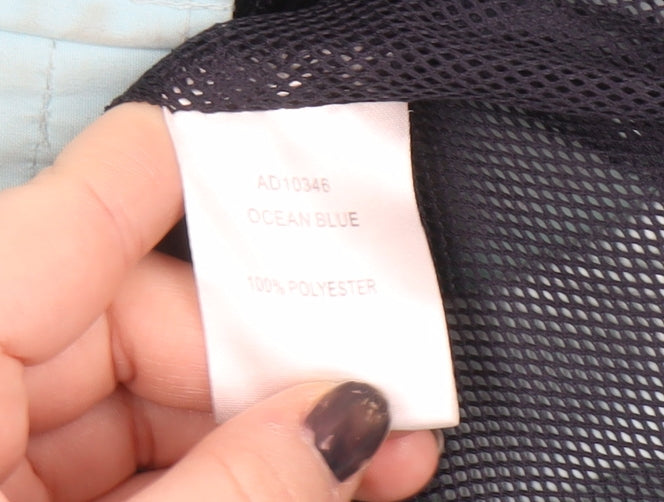 AD10346
OCEAN BLUE
100% POLYESTER